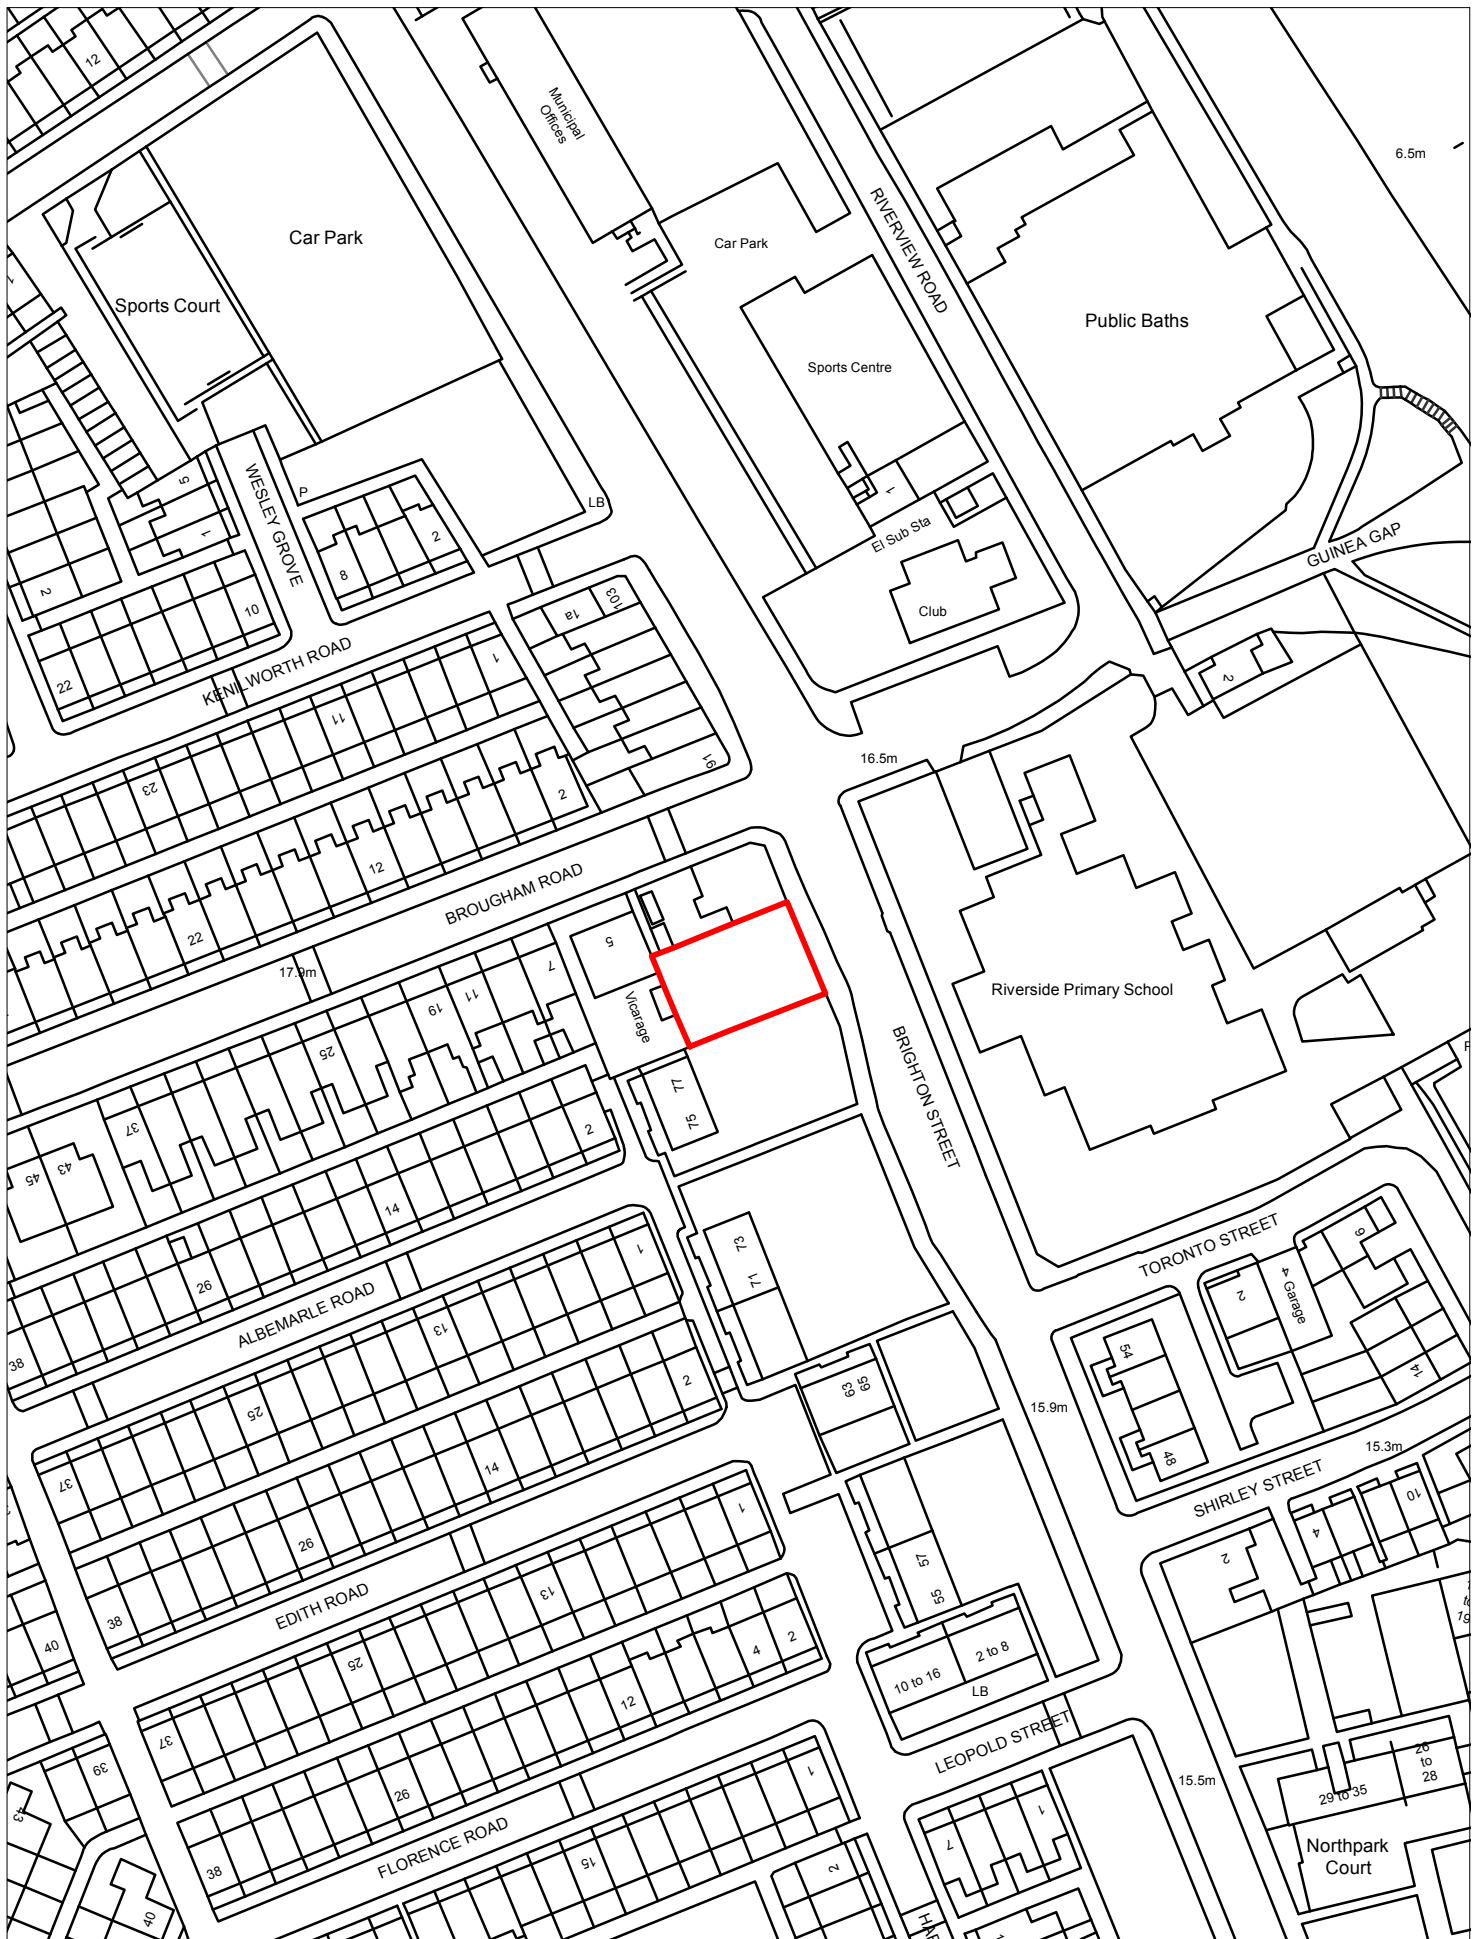 12
Municipal
Offices
6.5m
Car Park
Car Park
RIVERVIEW ROAD
Sports Court
Public Baths
Sports Centre
5
WESLEY GROVE
P
LB
1
1
2
8
El Sub Sta
GUINEA GAP
2
10
Club
1a
103
22
KENILWORTH ROAD
1
2
11
23
91
16.5m
2
12
BROUGHAM ROAD
22
5
17.9m
7
11
19
Vicarage
Riverside Primary School
25
BRIGHTON STREET
77
75
37
2
43
45
14
TORONTO STREET
73
71
1
9
2
4 Garage
26
ALBEMARLE ROAD
13
38
54
14
2
65
63
25
15.9m
15.3m
48
37
14
SHIRLEY STREET
10
1
4
26
2
57
55
EDITH ROAD
13
38
40
2
4
25
10 to 16
2 to 8
LB
12
37
LEOPOLD STREET
39
1
26
15.5m
26
to
28
29 to 35
43
1
FLORENCE ROAD
7
15
38
2
Northpark
Court
40